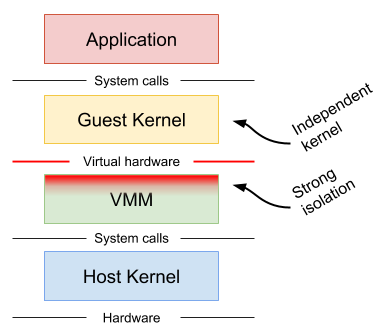 Application
System calls
Guest Kernel
Independent
kernel
Virtual hardware
VMM
Strong
isolation
System calls
Host Kernel
Hardware